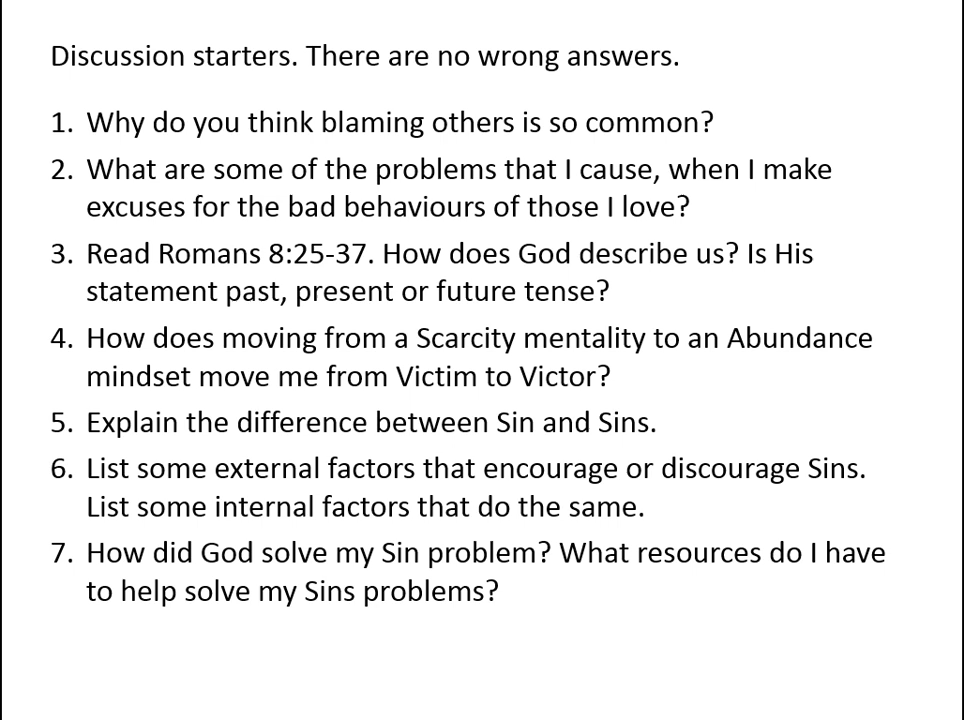 Discussion starters. There are no wrong answers.
1. Why do you think blaming others is so common?
2. What are some of the problems that I cause, when I make
excuses for the bad behaviours of those I love?
3. Read Romans 8:25-37. How does God describe us? Is His
statement past, present or future tense?
4. How does moving from a Scarcity mentality to an Abundance
mindset move me from Victim to Victor?
5. Explain the difference between Sin and Sins.
6. List some external factors that encourage or discourage Sins.
List some internal factors that do the same.
7. How did God solve my Sin problem? What resources do I have
to help solve my Sins problems?